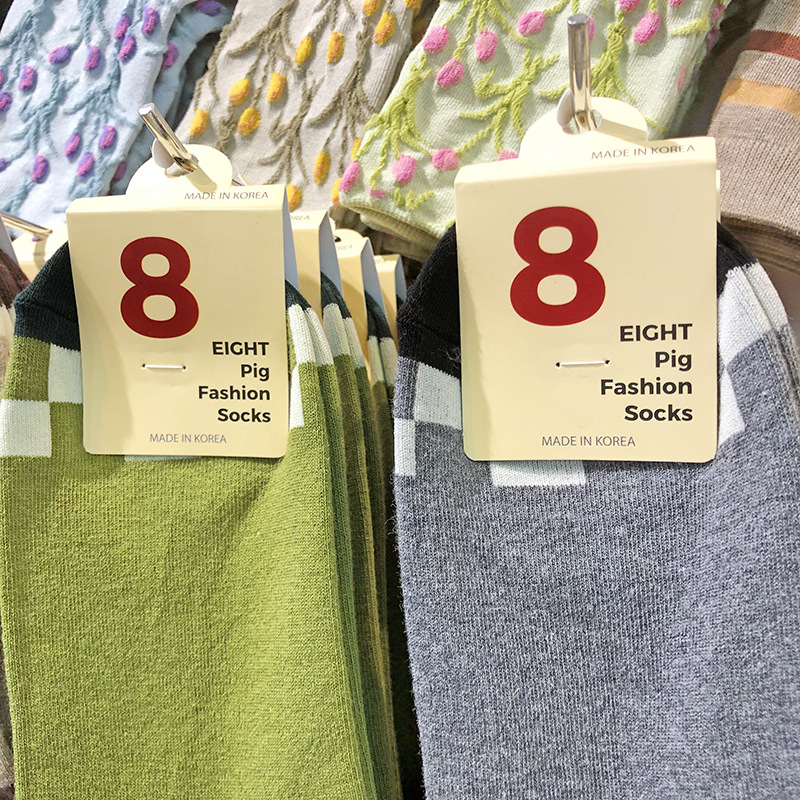 MADE IN KOREA
8
EIGHT
Pig
Fashion
Socks
MADE IN KOREA
MADE IN KOREA
8
EIGHT
Pig
Fashion
Socks
MADE IN KOREA